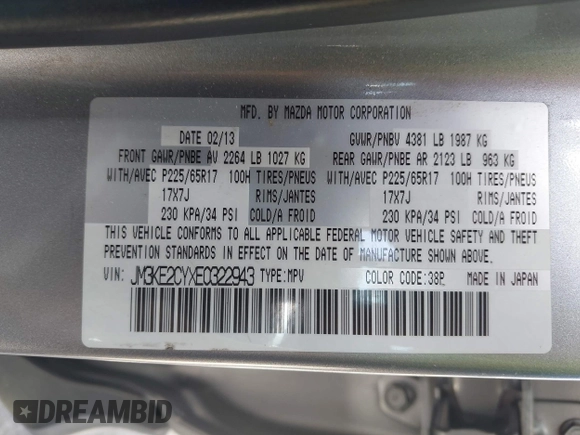 MFD. BY MAZDA MOTOR CORPORATION
DATE 02/13 GVWR/PNBV 4381 LB 1987 KG
FRONT GAWR/PNBE AV 2264 LB 1027 KG REAR GAWR/PNBE AR 2123 LB 963 KG
WITH/AVEC P225/65R17 100H TIRES/PNEUS WITH/AVEC P225/65R17 100H TIRES/PNEUS
17X7J RIMS/JANTES 17X7J RIMS/JANTES
230 KPA/34 PSI COLD/A FROID 230 KPA/34 PSI COLD/A FROID
THIS VEHICLE CONFORMS TO ALL APPLICABLE FEDERAL MOTOR VEHICLE SAFETY AND THEFT
PREVENTION STANDARDS IN EFFECT ON THE DATE OF MANUFACTURE SHOWN ABOVE.
VIN: JM3KE2CYXE0322943 TYPE:MPV COLOR CODE:38P MADE IN JAPAN
DREAMBID